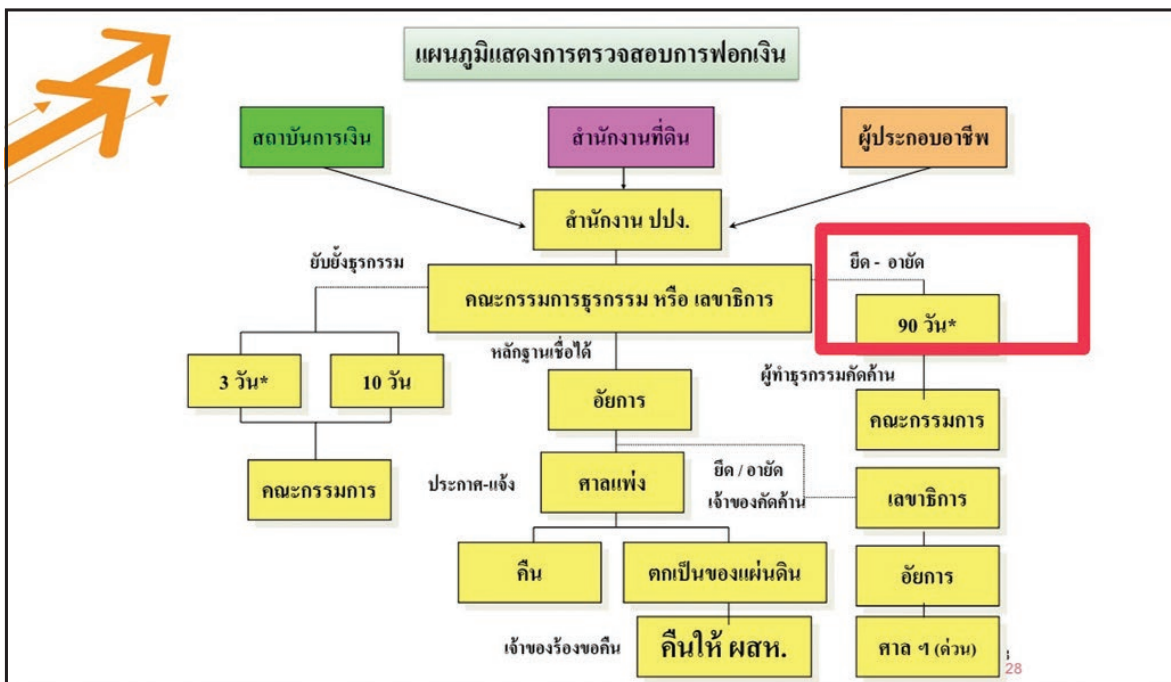 แผนภูมิแสดงการตรวจสอบการฟอกเงิน
สถาบันการเงิน
สำนักงานที่ดิน
ผู้ประกอบอาชีพ
สำนักงาน ปปง.
ยับยั้งธุรกรรม
คณะกรรมการธุรกรรม หรือ เลขาธิการ
ยึด - อายัด
90 วัน*
3 วัน*
10 วัน
หลักฐานเชื่อได้
ผู้ทำธุรกรรมคัดค้าน
อัยการ
คณะกรรมการ
คณะกรรมการ
ประกาศ-แจ้ง
ศาลแพ่ง
ยึด / อายัด
เจ้าของคัดค้าน
เลขาธิการ
คืน
ตกเป็นของแผ่นดิน
อัยการ
เจ้าของร้องขอคืน
คืนให้ ผสห.
ศาล ฯ (ด่วน)
28